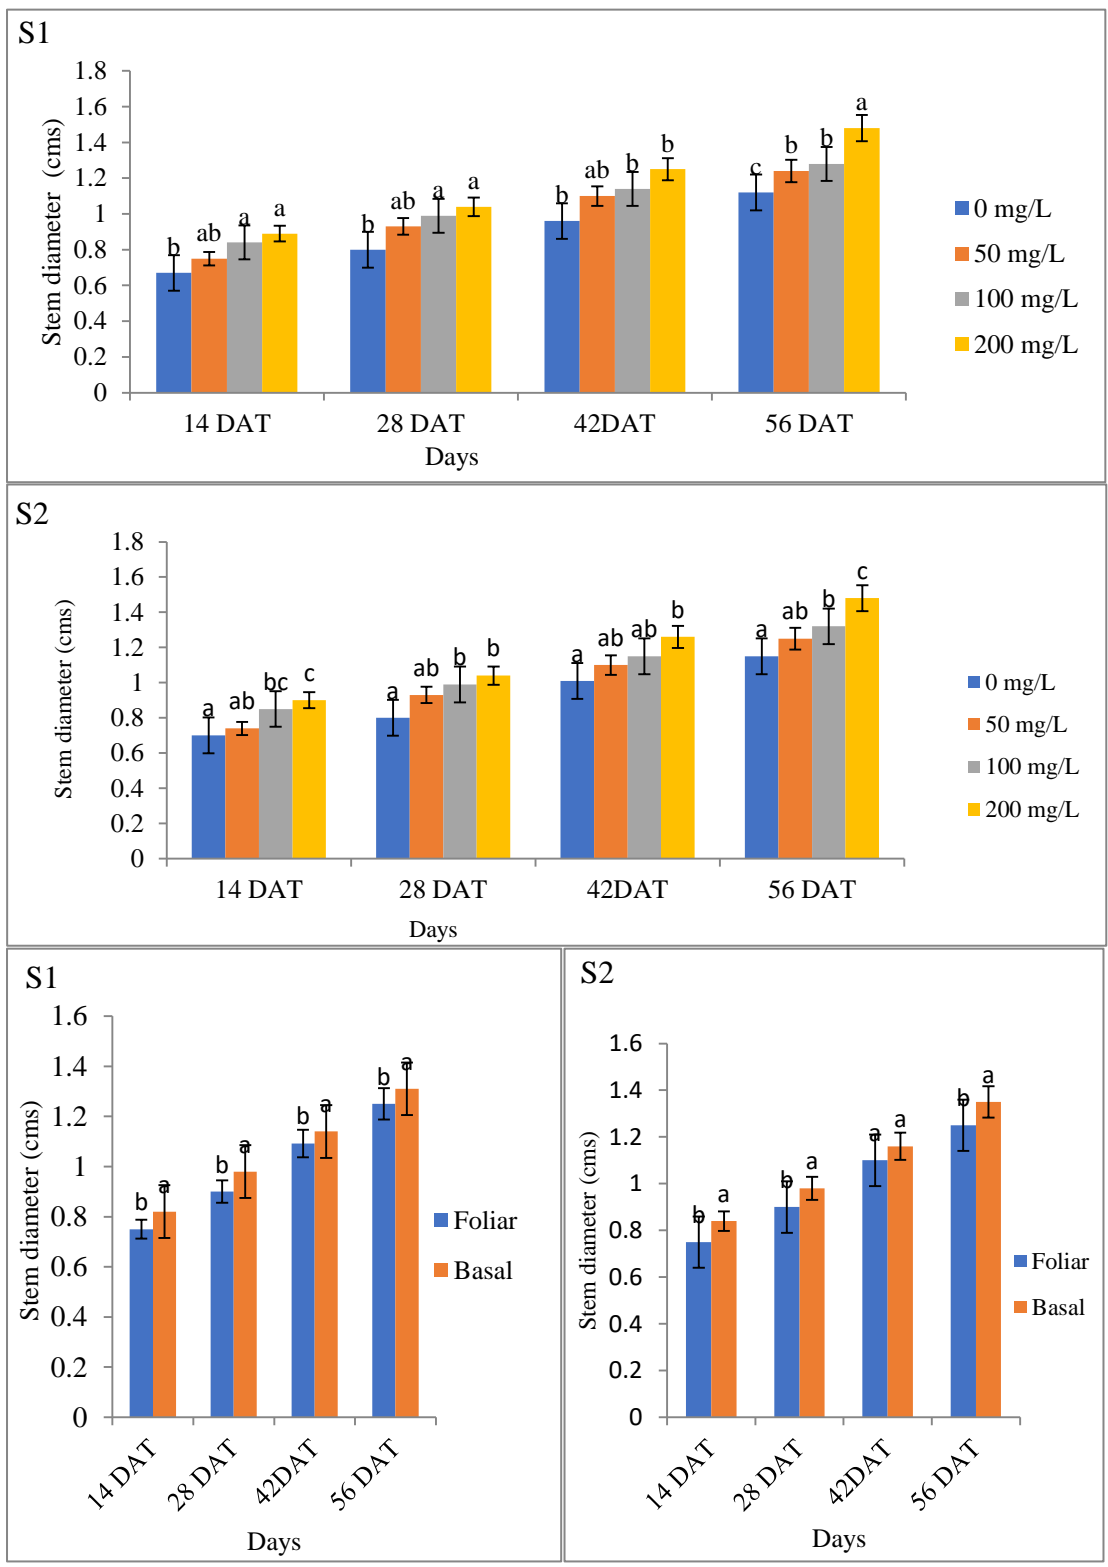 S1
1.8
1.6
1.4
1.2
1
0.8
0.6
0.4
0.2
0
Stem diameter (cms)
b ab a a
b ab a a
b ab b b
c b b a
14 DAT 28 DAT 42DAT 56 DAT
Days
0 mg/L
50 mg/L
100 mg/L
200 mg/L
S2
1.8
1.6
1.4
1.2
1
0.8
0.6
0.4
0.2
0
Stem diameter (cms)
a ab bc c
a ab b b
a ab ab b
a ab b c
14 DAT 28 DAT 42DAT 56 DAT
Days
0 mg/L
50 mg/L
100 mg/L
200 mg/L
S1
1.6
1.4
1.2
1
0.8
0.6
0.4
0.2
0
Stem diameter (cms)
b a b a b a b a
14 DAT 28 DAT 42DAT 56 DAT
Days
Foliar
Basal
S2
1.6
1.4
1.2
1
0.8
0.6
0.4
0.2
0
Stem diameter (cms)
b a b a a a b a
14 DAT 28 DAT 42DAT 56 DAT
Days
Foliar
Basal